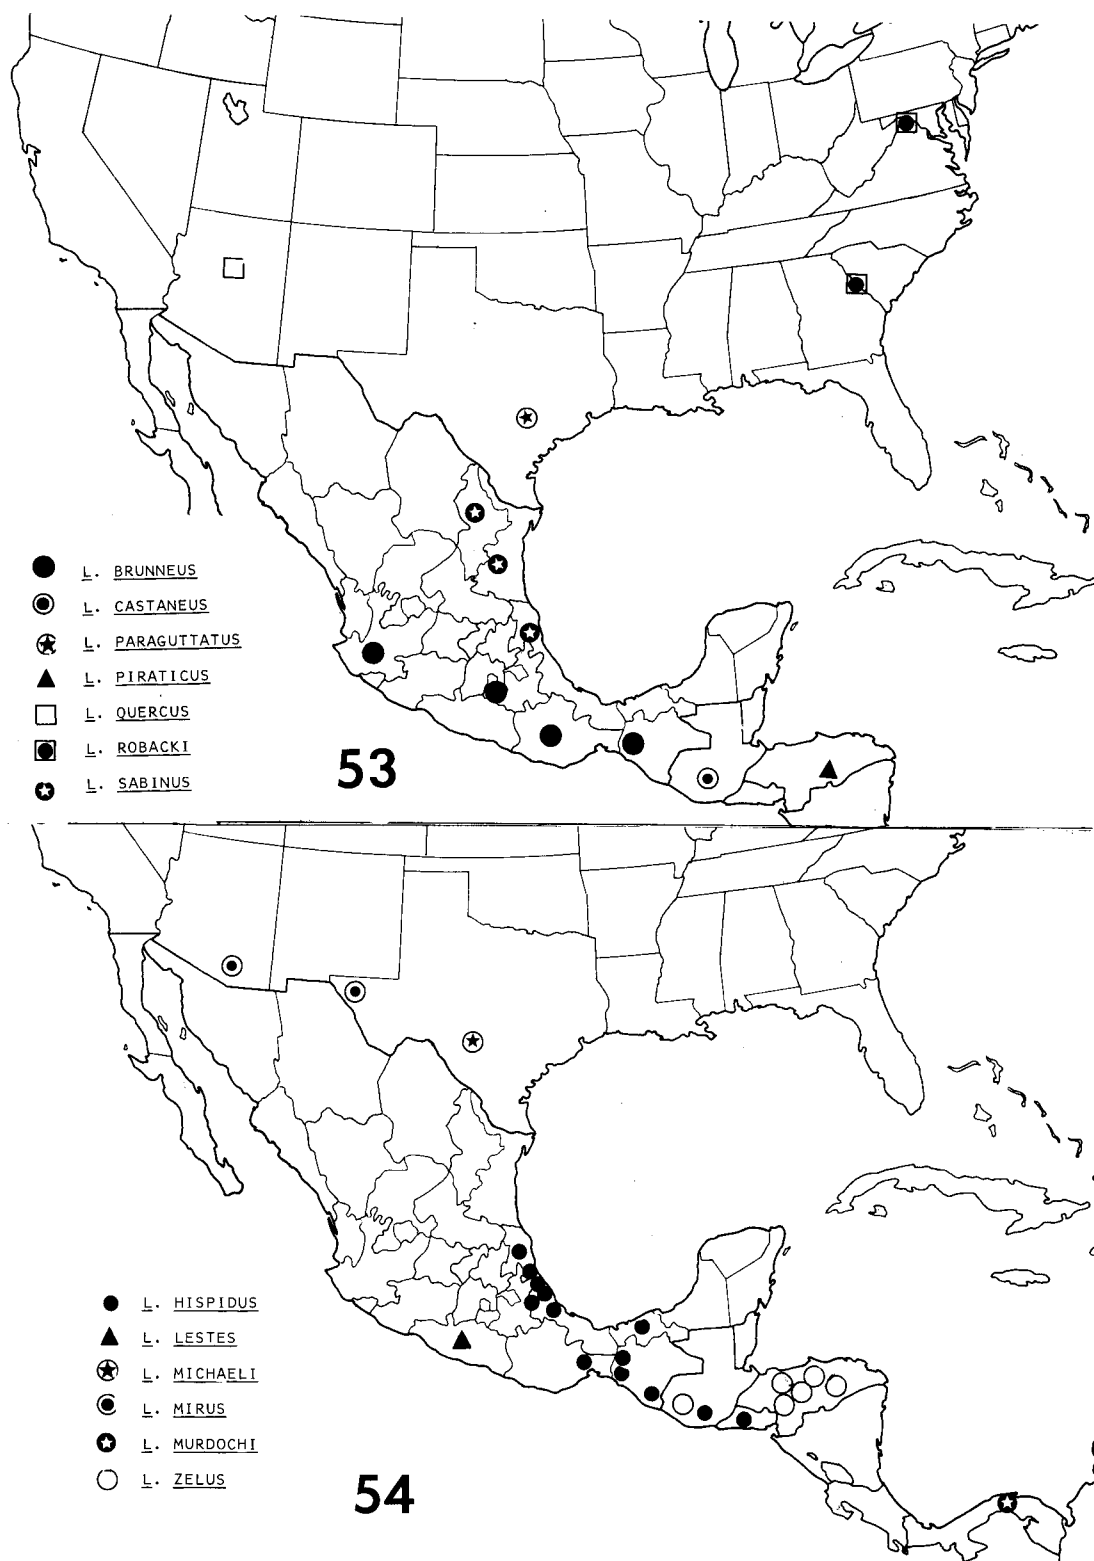 L. BRUNNEUS
L. CASTANEUS
L. PARAGUTTATUS
L. PIRATICUS
L. QUERCUS
L. ROBACKI
L. SABINUS
53
L. HISPIDUS
L. LESTES
L. MICHAELI
L. MIRUS
L. MURDOCHI
L. ZELUS
54